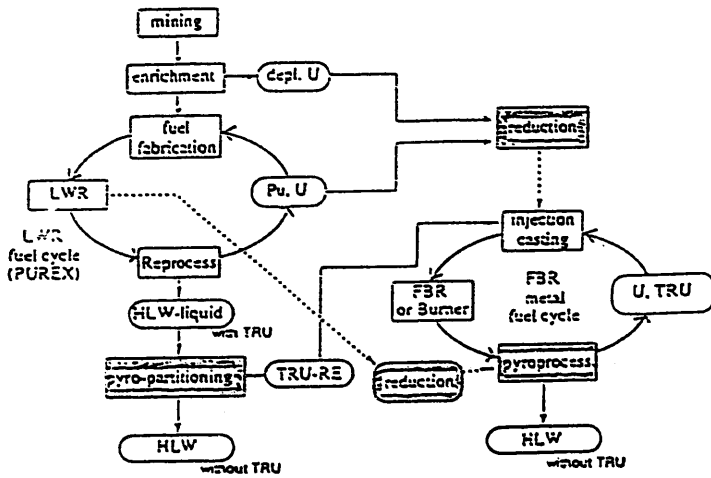 mining
enrichment
depl. U
fuel
fabrication
reduction
LWR
Pu. U
LWR
fuel cycle
(PUREX)
Reprocess
injection
casting
FBR
or Burner
FBR
metal
fuel cycle
U. TRU
HLW-liquid
with TRU
pyro-partitioning
TRU-RE
reduction
pyroprocess
HLW
without TRU
HLW
without TRU